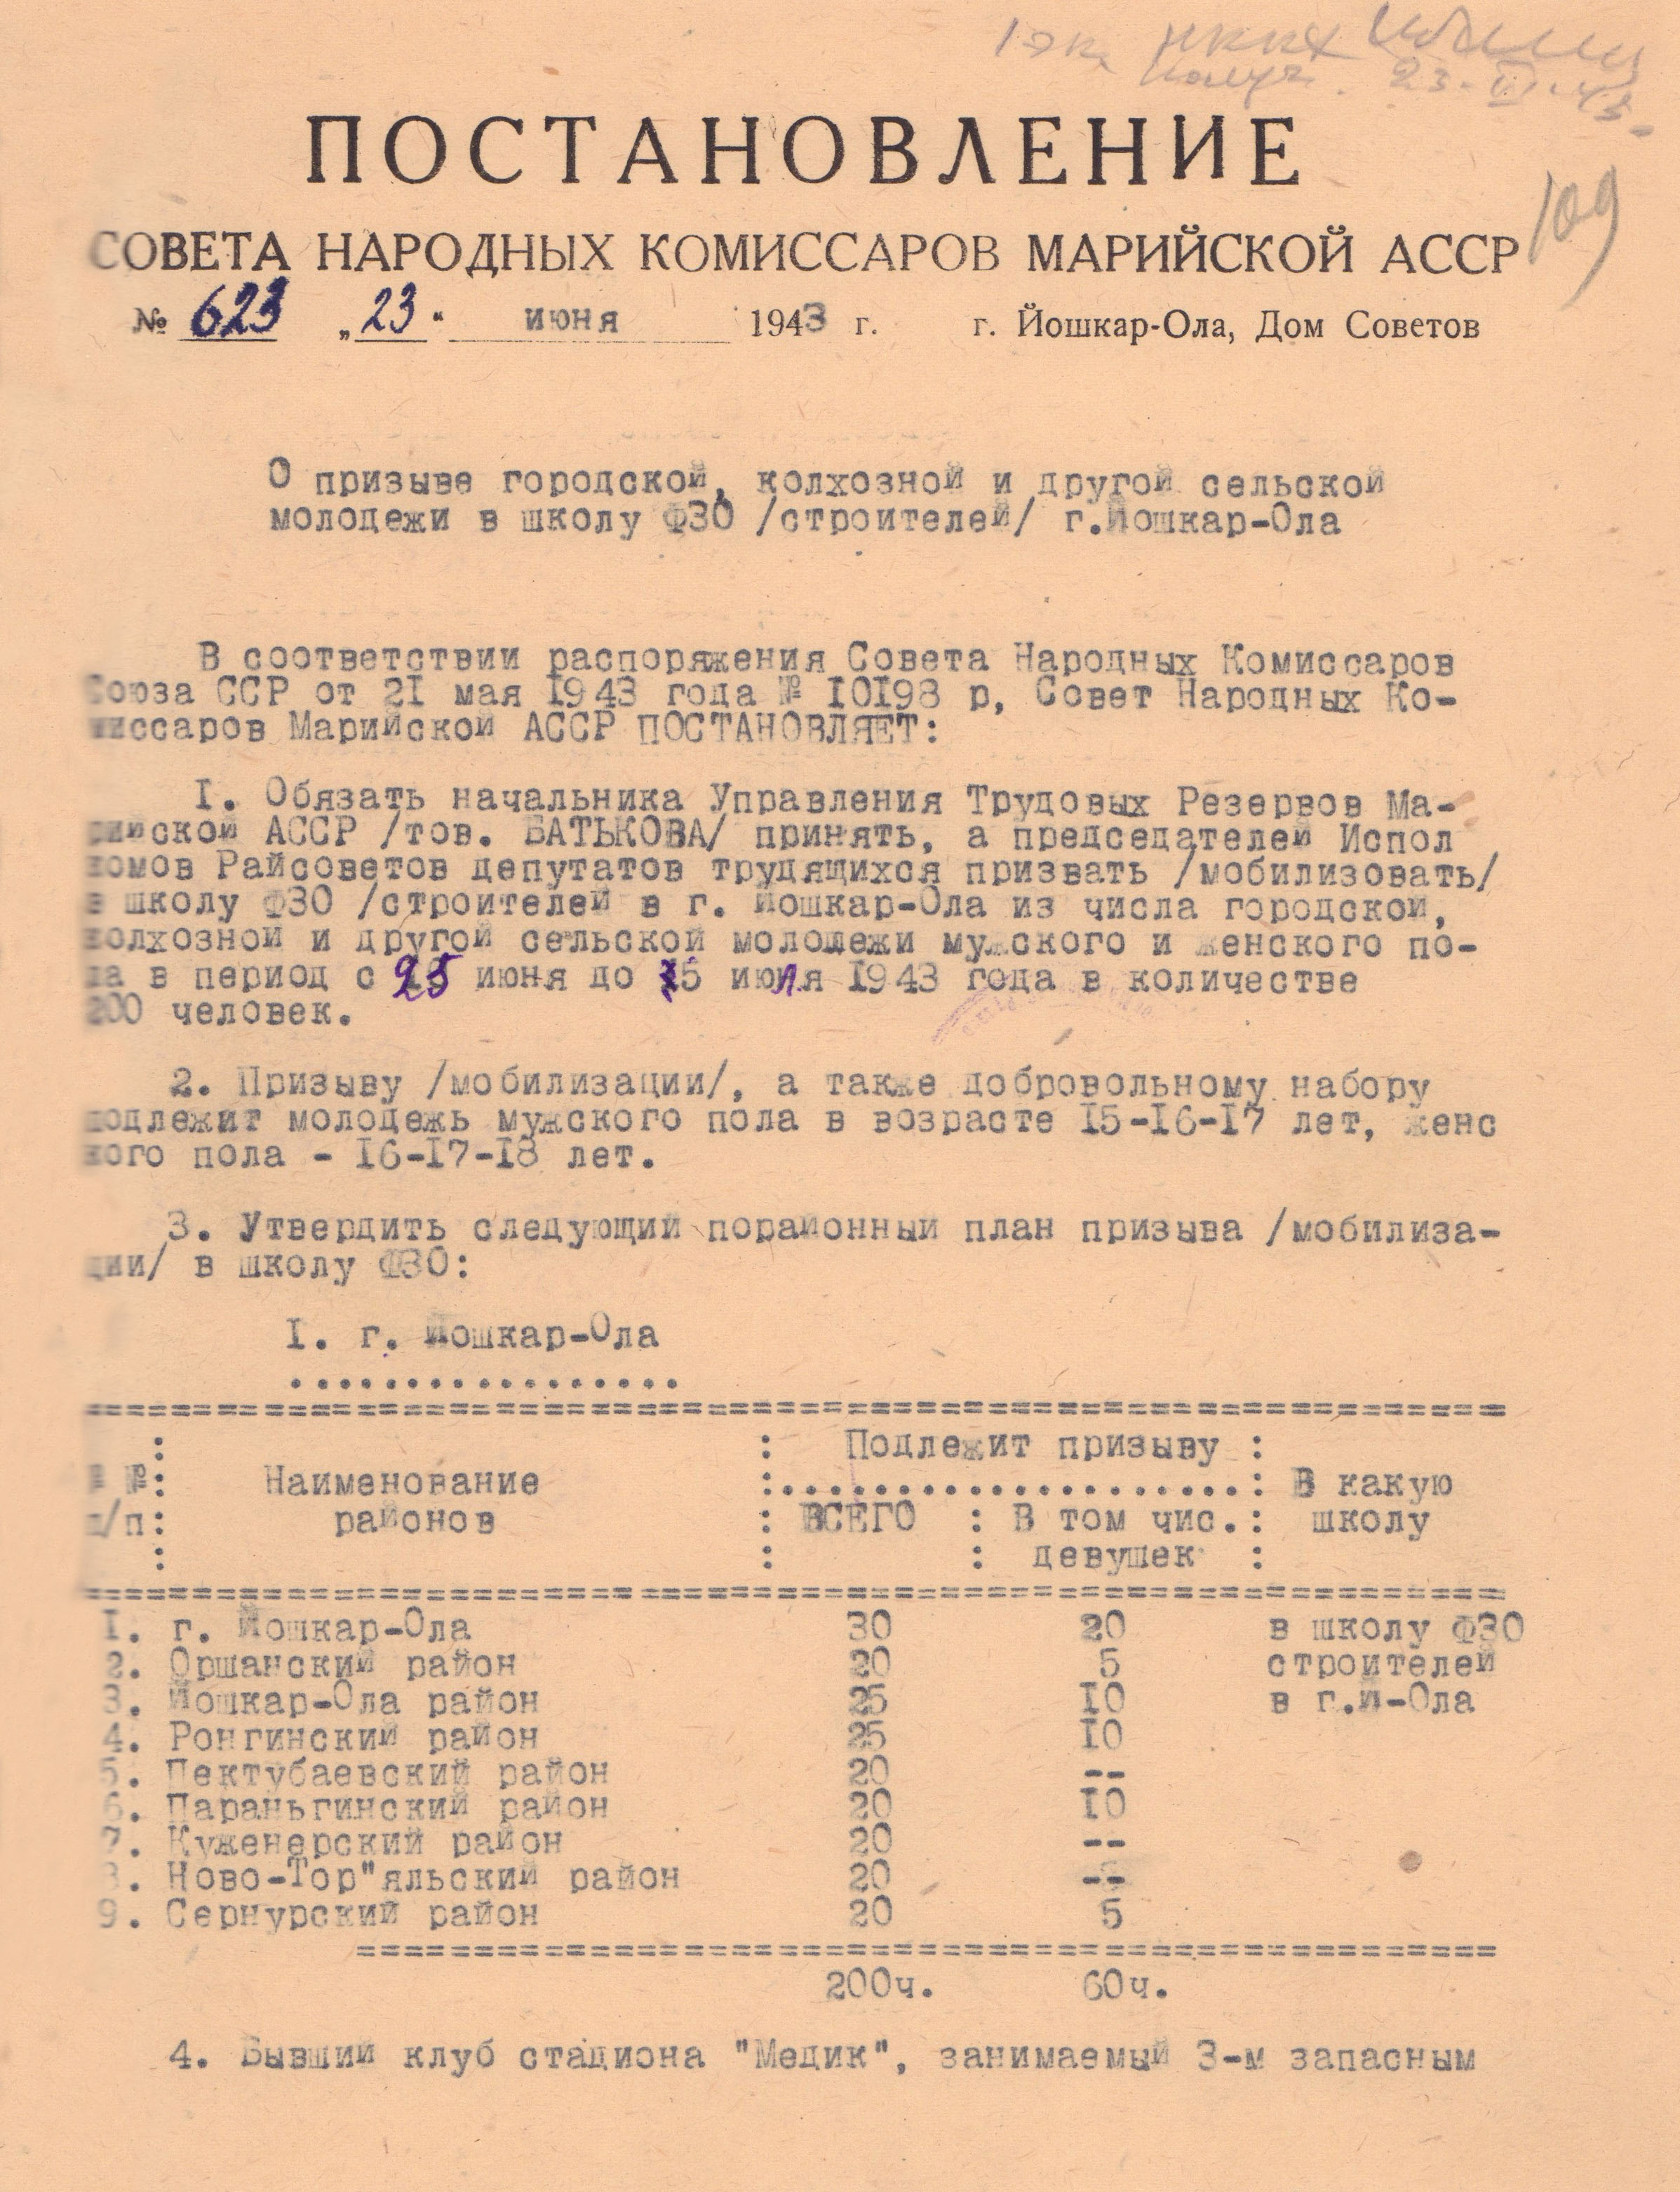 1 эк.
получ. 23-VI-43
ПОСТАНОВЛЕНИЕ
109
СОВЕТА НАРОДНЫХ КОМИССАРОВ МАРИЙСКОЙ АССР
№ 623 „23“ июня 1943 г. г. Йошкар-Ола, Дом Советов
О призыве городской, колхозной и другой сельской
молодежи в школу ФЗО /строителей/ г.Йошкар-Ола
В соответствии распоряжения Совета Народных Комиссаров
Союза ССР от 21 мая 1943 года № 10198 р, Совет Народных Ко-
миссаров Марийской АССР ПОСТАНОВЛЯЕТ:
I. Обязать начальника Управления Трудовых Резервов Ма-
рийской АССР /тов. БАТЬКОВА/ принять, а председателей Испол
комов Райсоветов депутатов трудящихся призвать /мобилизовать/
в школу ФЗО /строителей в г. Йошкар-Ола из числа городской,
колхозной и другой сельской молодежи мужского и женского по-
ла в период с 25 июня до 5 июля 1943 года в количестве
200 человек.
2. Призыву /мобилизации/, а также добровольному набору
подлежит молодежь мужского пола в возрасте 15-16-17 лет, женс
кого пола - 16-17-18 лет.
3. Утвердить следующий порайонный план призыва /мобилиза-
ции/ в школу ФЗО:
I. г. Йошкар-Ола
.................
=============================================================
: : Подлежит призыву :
№ №: Наименование :....................: В какую
п/п: районов : ВСЕГО : В том чис.: школу
: : : девушек :
=============================================================
1. г. Йошкар-Ола 30 20 в школу ФЗО
2. Оршанский район 20 5 строителей
3. Йошкар-Ола район 25 10 в г.Й-Ола
4. Ронгинский район 25 10
5. Пектубаевский район 20 --
6. Параньгинский район 20 10
7. Куженерский район 20 --
8. Ново-Тор"яльский район 20 --
9. Сернурский район 20 5
=================================================
200ч. 60ч.
4. Бывший клуб стадиона "Медик", занимаемый 3-м запасным